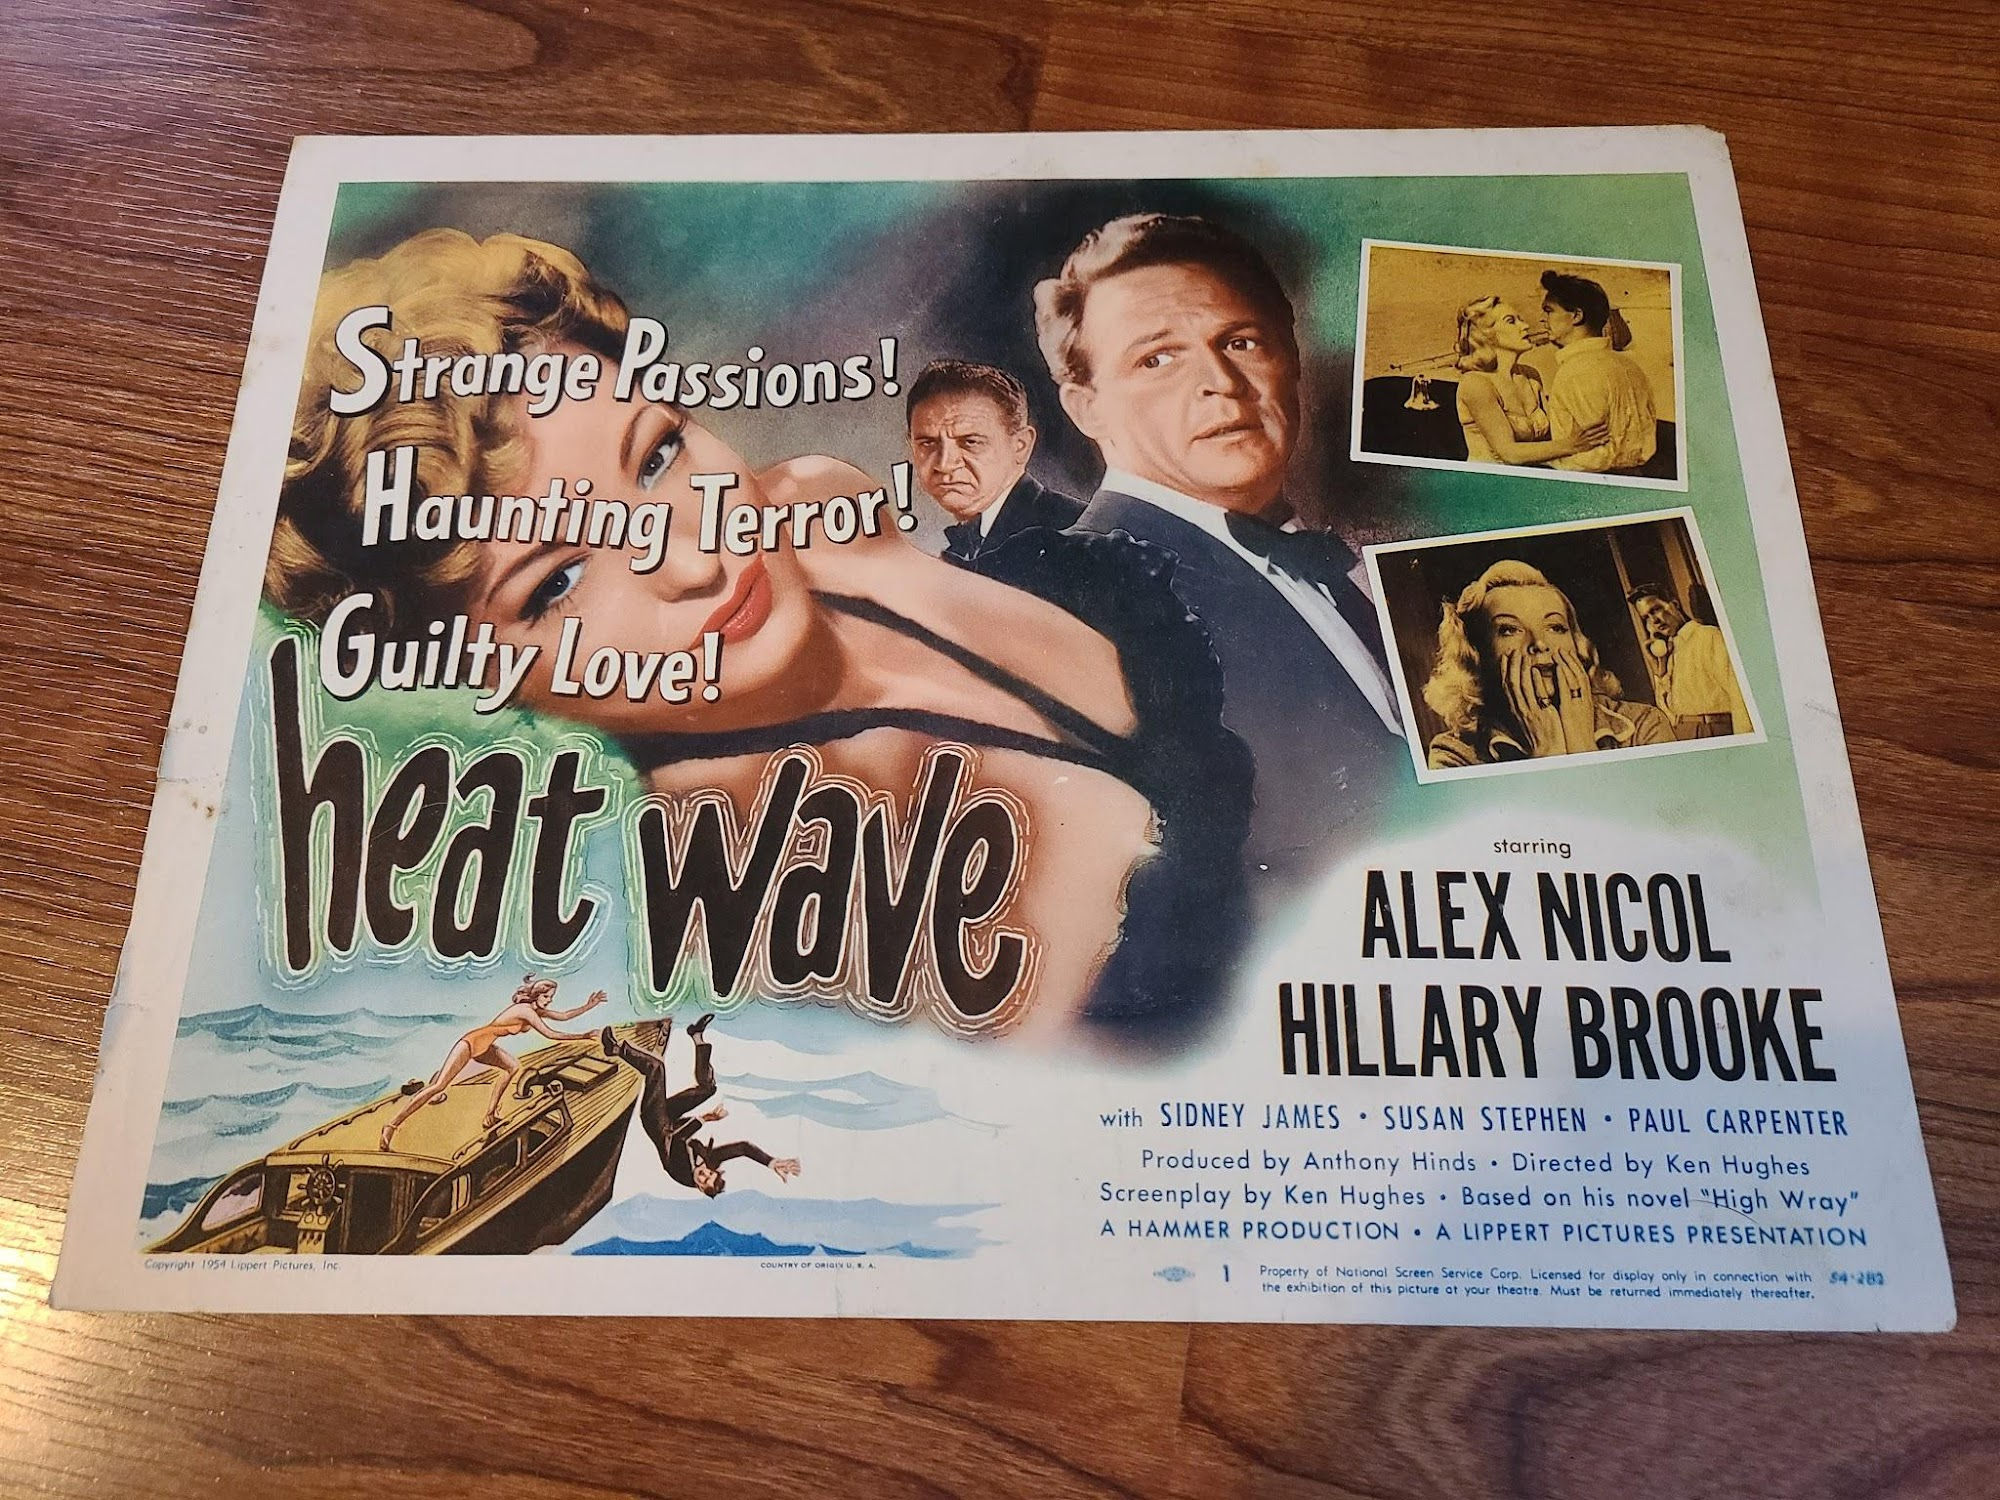 Strange Passions!
Haunting Terror!
Guilty Love!
heat wave
starring
ALEX NICOL
HILLARY BROOKE
with SIDNEY JAMES • SUSAN STEPHEN • PAUL CARPENTER
Produced by Anthony Hinds • Directed by Ken Hughes
Screenplay by Ken Hughes • Based on his novel "High Wray"
A HAMMER PRODUCTION • A LIPPERT PICTURES PRESENTATION
Copyright 1954 Lippert Pictures, Inc.
COUNTRY OF ORIGIN U. S. A.
1
Property of National Screen Service Corp. Licensed for display only in connection with
the exhibition of this picture at your theatre. Must be returned immediately thereafter.
54-282